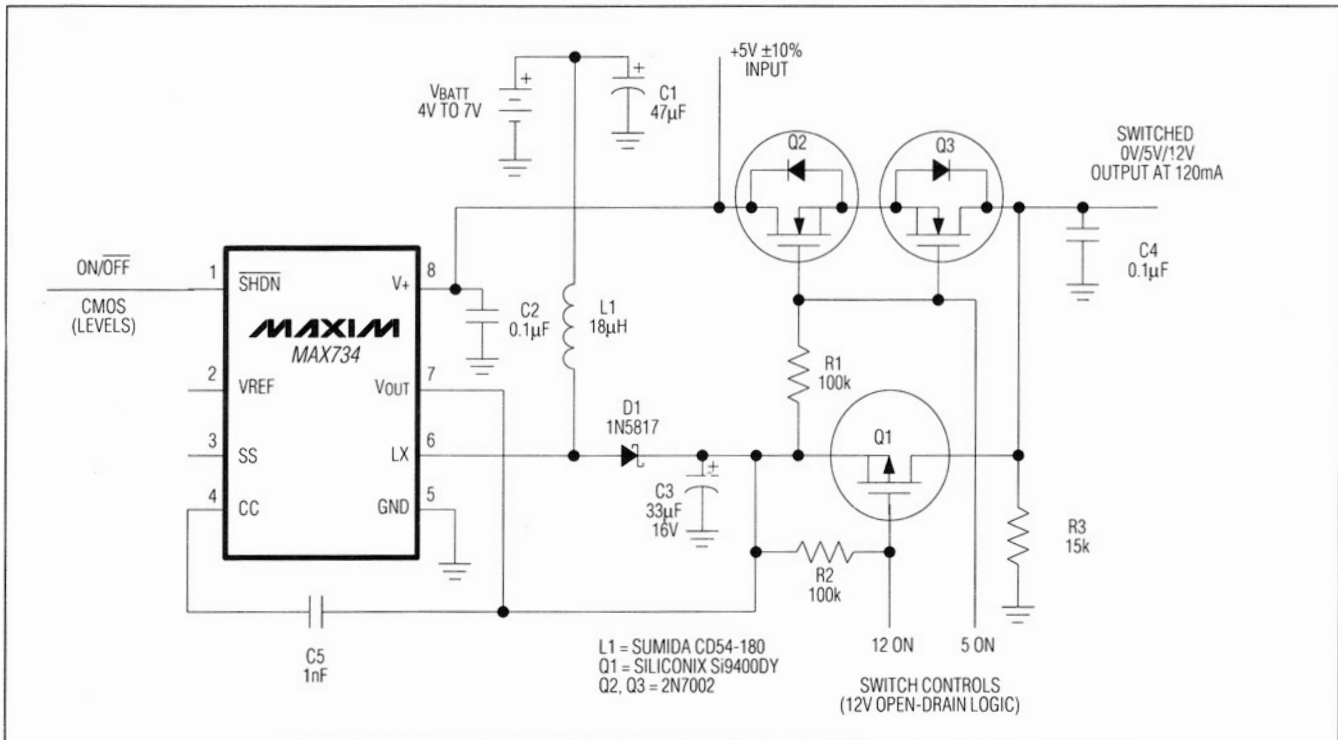 +5V ±10%
INPUT
VBATT
4V TO 7V
+
+
C1
47µF
Q2
Q3
SWITCHED
0V/5V/12V
OUTPUT AT 120mA
C4
0.1µF
ON/O̅F̅F̅
CMOS
(LEVELS)
1
S̅H̅D̅N̅
V+
8
MAXIM
MAX734
C2
0.1µF
L1
18µH
R1
100k
2
VREF
VOUT
7
D1
1N5817
Q1
3
SS
LX
6
4
CC
GND
5
+
C3
33µF
16V
R3
15k
R2
100k
C5
1nF
L1 = SUMIDA CD54-180
Q1 = SILICONIX Si9400DY
Q2, Q3 = 2N7002
12 ON
5 ON
SWITCH CONTROLS
(12V OPEN-DRAIN LOGIC)